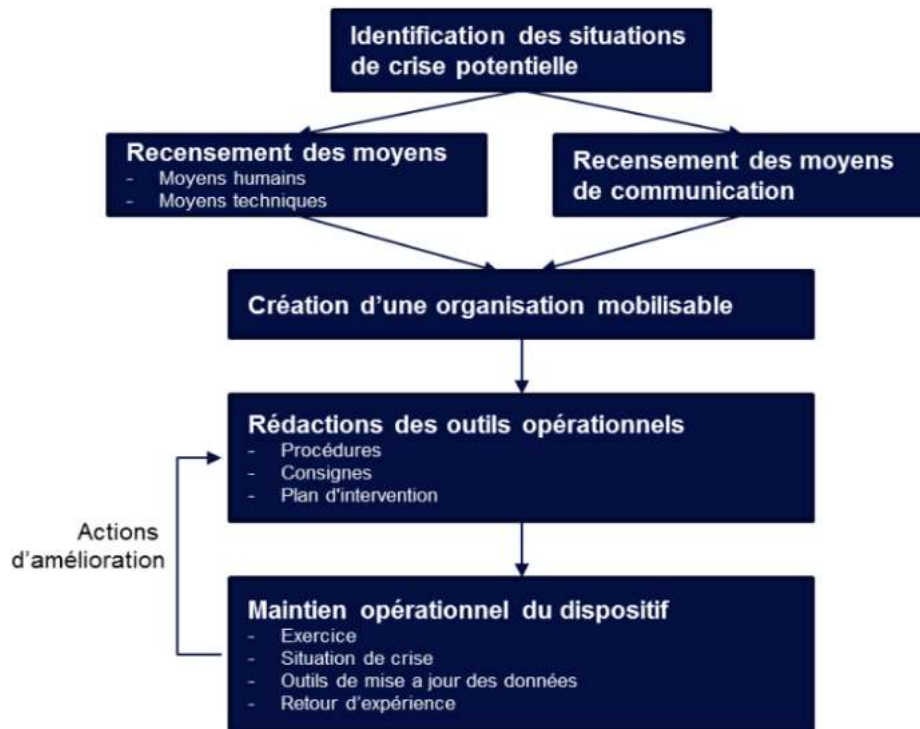 Identification des situations
de crise potentielle
Recensement des moyens
- Moyens humains
- Moyens techniques
Recensement des moyens
de communication
Création d'une organisation mobilisable
Rédactions des outils opérationnels
- Procédures
- Consignes
- Plan d'intervention
Actions
d'amélioration
Maintien opérationnel du dispositif
- Exercice
- Situation de crise
- Outils de mise a jour des données
- Retour d'expérience